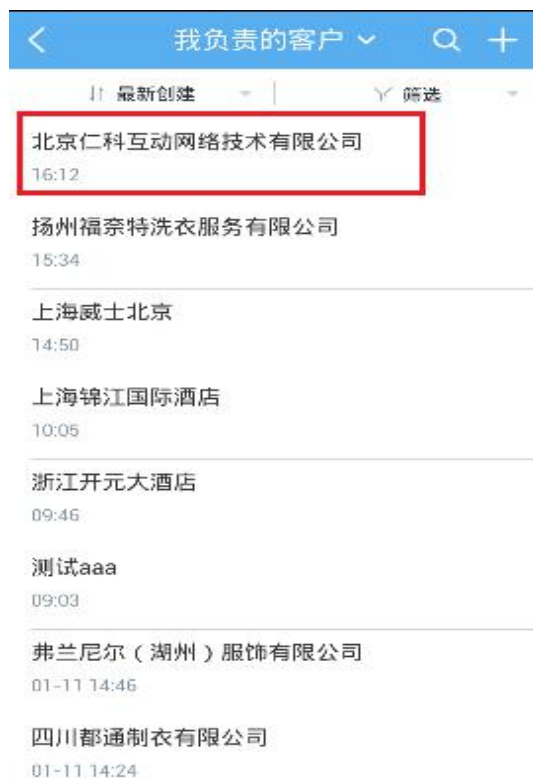 我负责的客户
最新创建 筛选
北京仁科互动网络技术有限公司
16:12
扬州福奈特洗衣服务有限公司
15:34
上海威士北京
14:50
上海锦江国际酒店
10:05
浙江开元大酒店
09:46
测试aaa
09:03
弗兰尼尔（湖州）服饰有限公司
01-11 14:46
四川都通制衣有限公司
01-11 14:24